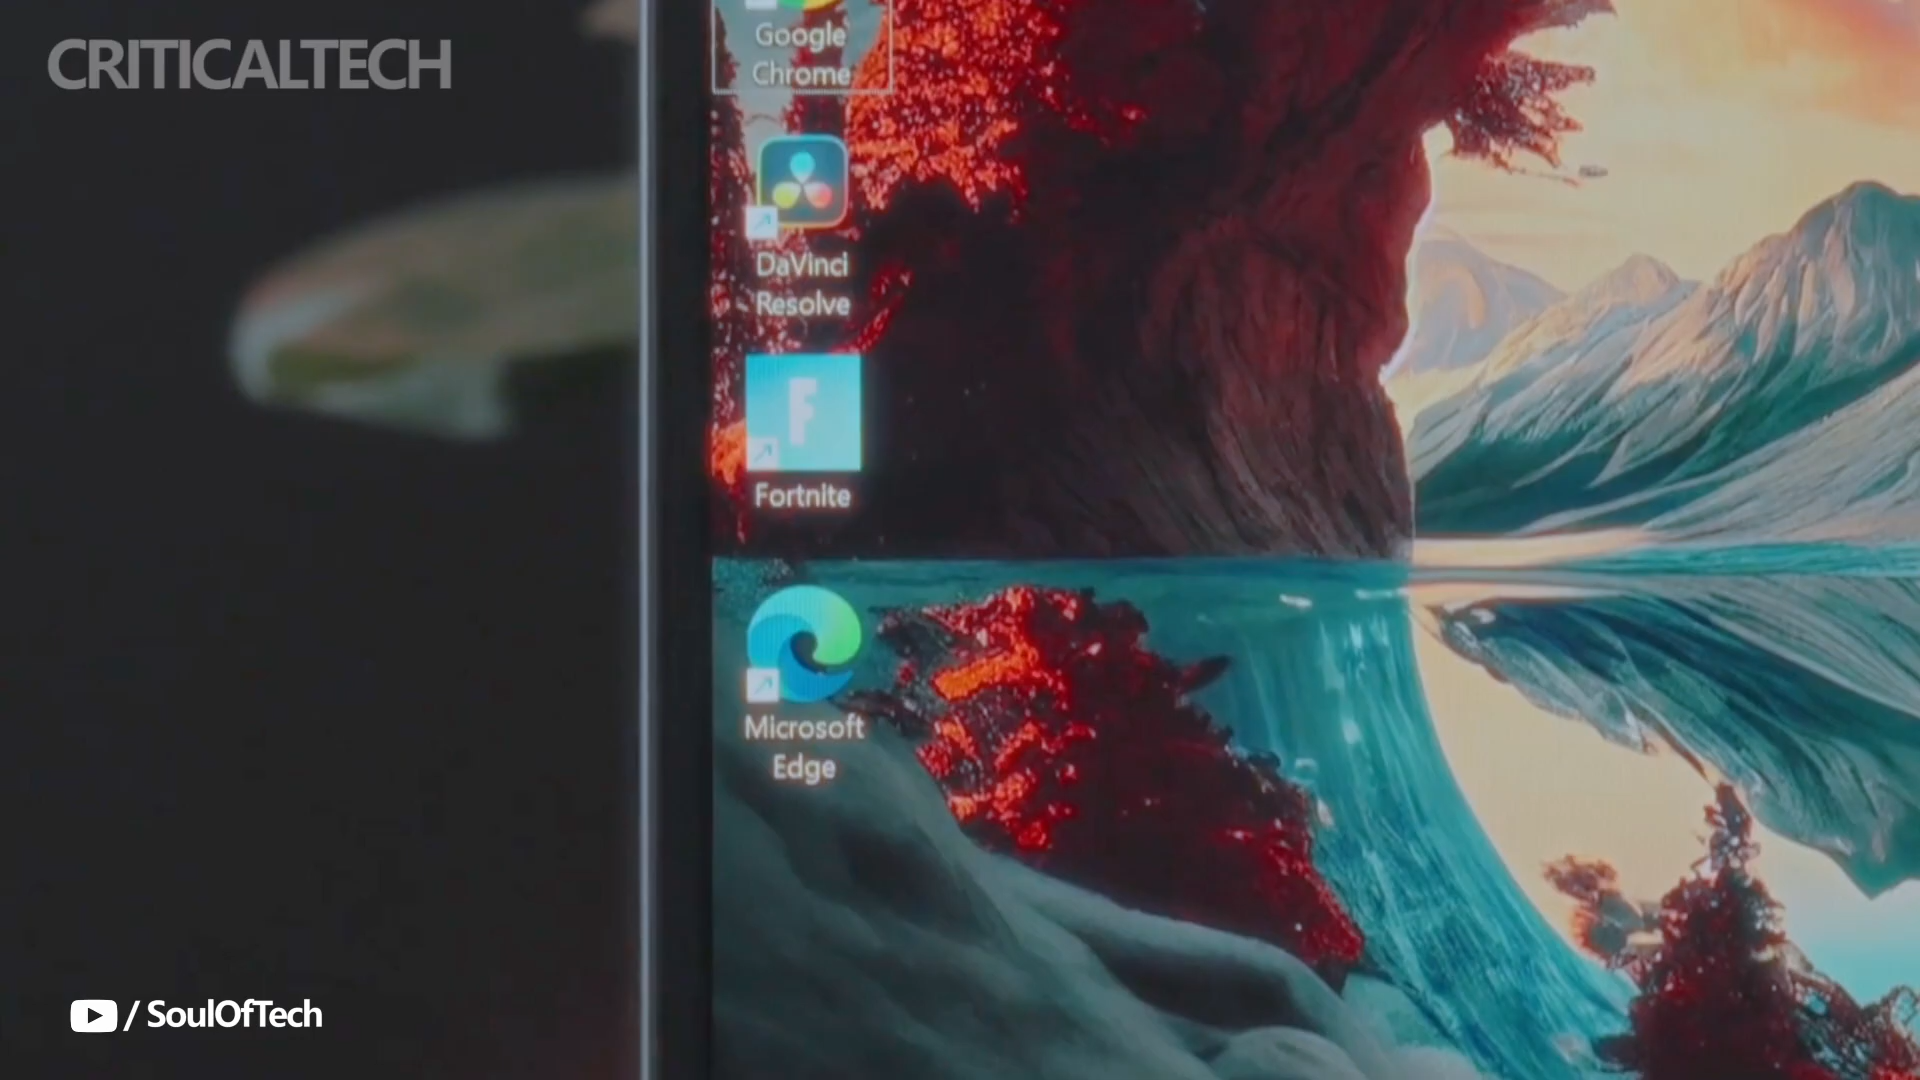 CRITICALTECH
Google
Chrome
DaVinci
Resolve
F
Fortnite
Microsoft
Edge
/ SoulOfTech